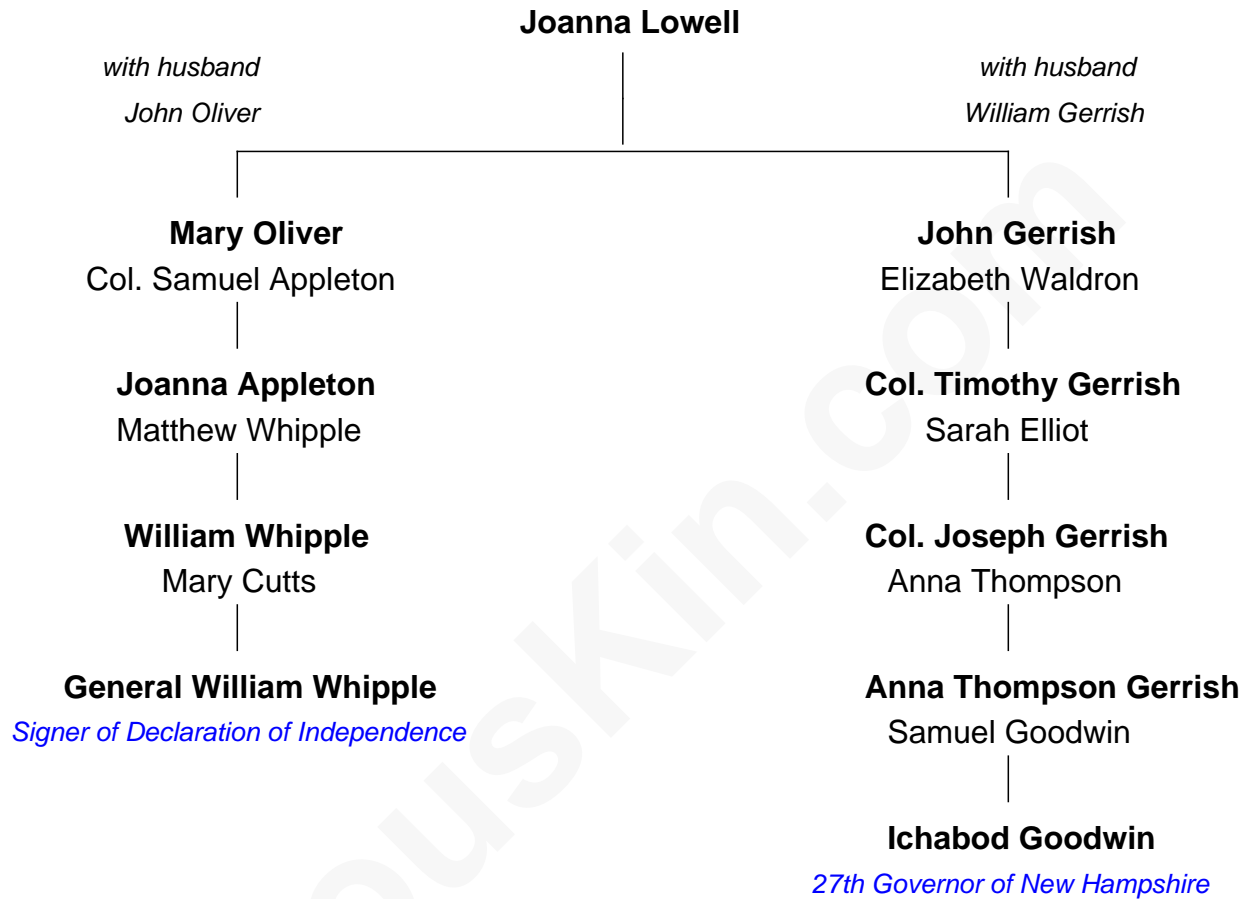 Joanna Lowell
with husband
John Oliver
with husband
William Gerrish
Mary Oliver
Col. Samuel Appleton
John Gerrish
Elizabeth Waldron
Joanna Appleton
Matthew Whipple
Col. Timothy Gerrish
Sarah Elliot
William Whipple
Mary Cutts
Col. Joseph Gerrish
Anna Thompson
General William Whipple
Signer of Declaration of Independence
Anna Thompson Gerrish
Samuel Goodwin
Ichabod Goodwin
27th Governor of New Hampshire
ousKin.com